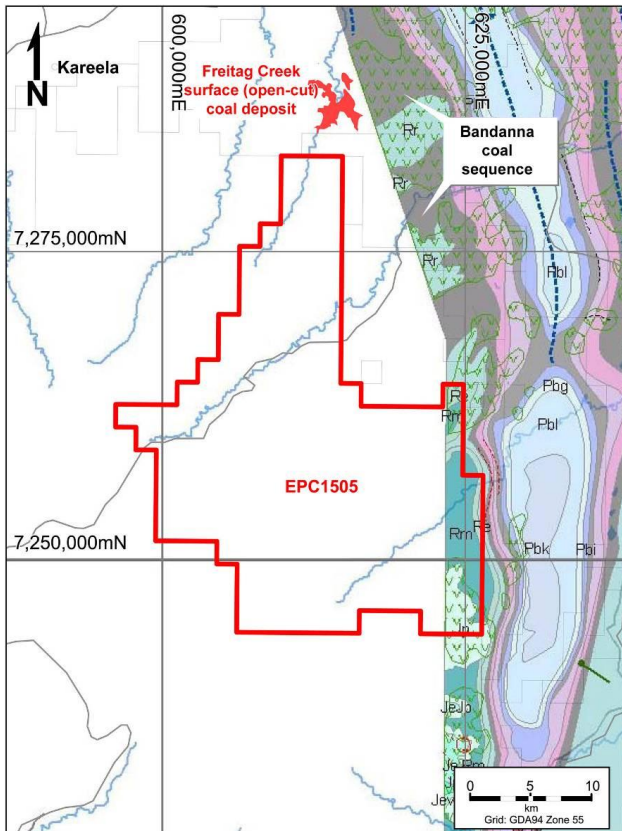 600,000mE
625,000mE
N
Kareela
Freitag Creek
surface (open-cut)
coal deposit
Rr
Bandanna
coal
sequence
Rr
7,275,000mN
Rr
Pbl
Pbg
Re
Rm
Pbl
EPC1505
Re
Rm
7,250,000mN
Pbk
Pbi
Jp
JeJb
0 5 10
km
Grid: GDA94 Zone 55